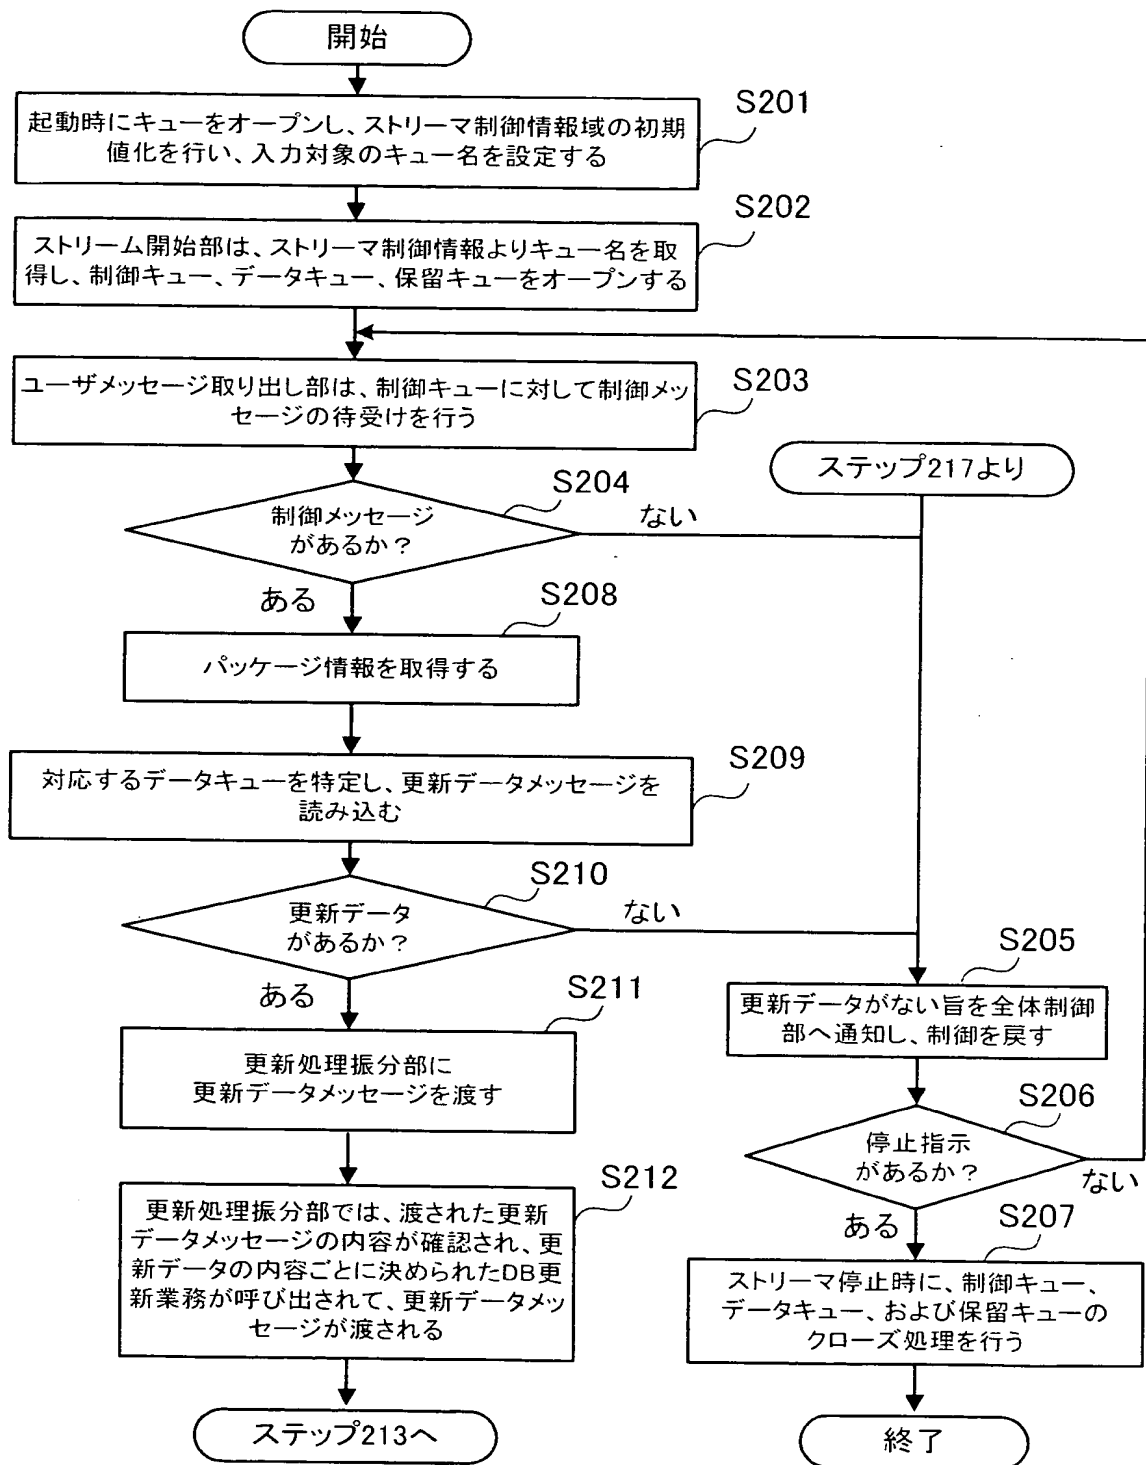 開始
S201
起動時にキューをオープンし、ストリーマ制御情報域の初期
値化を行い、入力対象のキュー名を設定する
S202
ストリーム開始部は、ストリーマ制御情報よりキュー名を取
得し、制御キュー、データキュー、保留キューをオープンする
S203
ユーザメッセージ取り出し部は、制御キューに対して制御メッ
セージの待受けを行う
ステップ217より
S204
制御メッセージ
があるか?
ない
ある
S208
パッケージ情報を取得する
S209
対応するデータキューを特定し、更新データメッセージを
読み込む
S210
更新データ
があるか?
ない
ある
S211
更新処理振分部に
更新データメッセージを渡す
S212
更新処理振分部では、渡された更新
データメッセージの内容が確認され、更
新データの内容ごとに決められたDB更
新業務が呼び出されて、更新データメッ
セージが渡される
ステップ213へ
S205
更新データがない旨を全体制御
部へ通知し、制御を戻す
S206
停止指示
があるか?
ない
ある
S207
ストリーマ停止時に、制御キュー、
データキュー、および保留キューの
クローズ処理を行う
終了